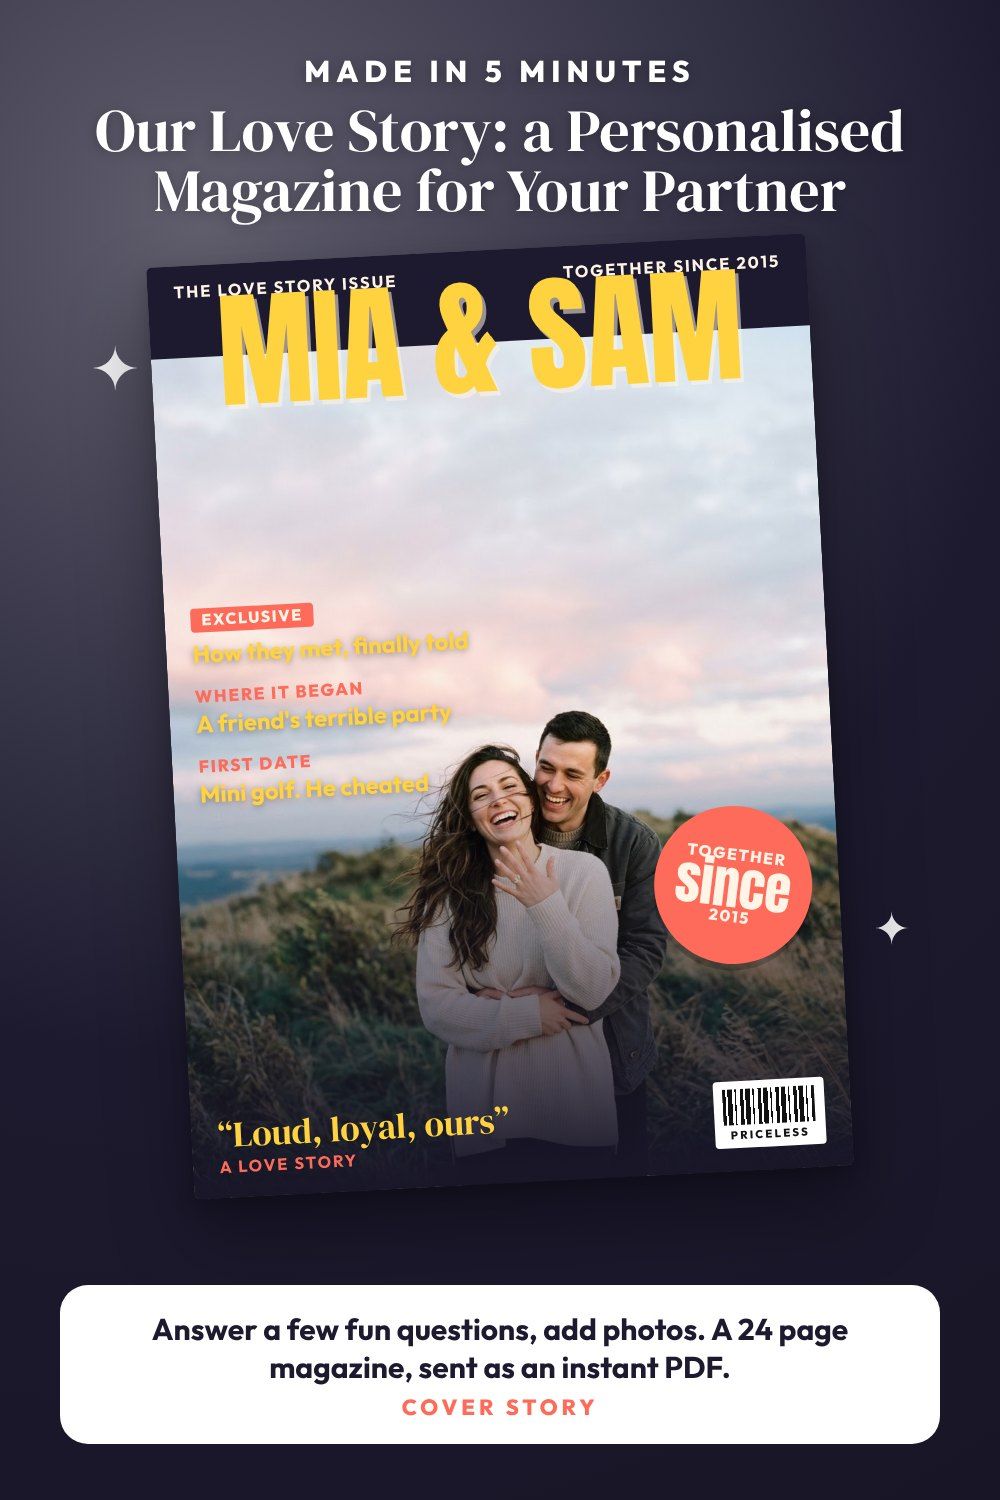 MADE IN 5 MINUTES
Our Love Story: a Personalised
Magazine for Your Partner
THE LOVE STORY ISSUE
TOGETHER SINCE 2015
MIA & SAM
EXCLUSIVE
How they met, finally told
WHERE IT BEGAN
A friend's terrible party
FIRST DATE
Mini golf. He cheated
TOGETHER
since
2015
“Loud, loyal, ours”
A LOVE STORY
PRICELESS
Answer a few fun questions, add photos. A 24 page
magazine, sent as an instant PDF.
COVER STORY